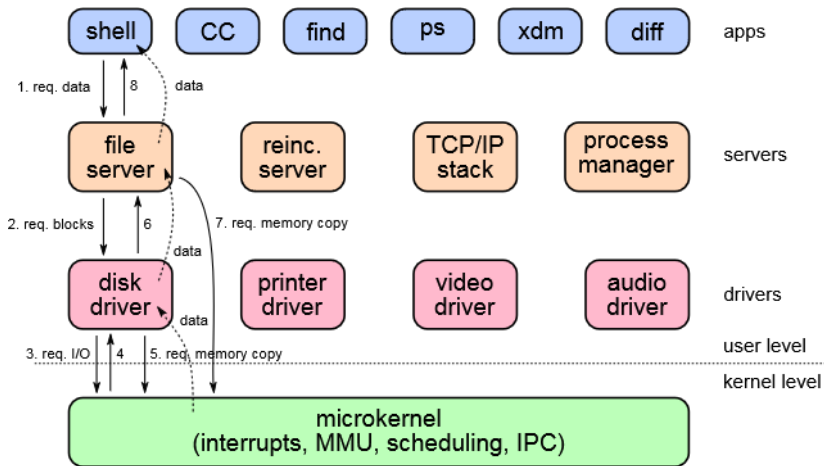 shell
CC
find
ps
xdm
diff
apps
1. req. data
8
data
file
server
reinc.
server
TCP/IP
stack
process
manager
servers
2. req. blocks
6
7. req. memory copy
data
disk
driver
printer
driver
video
driver
audio
driver
drivers
data
user level
3. req. I/O
4
5. req. memory copy
kernel level
microkernel
(interrupts, MMU, scheduling, IPC)